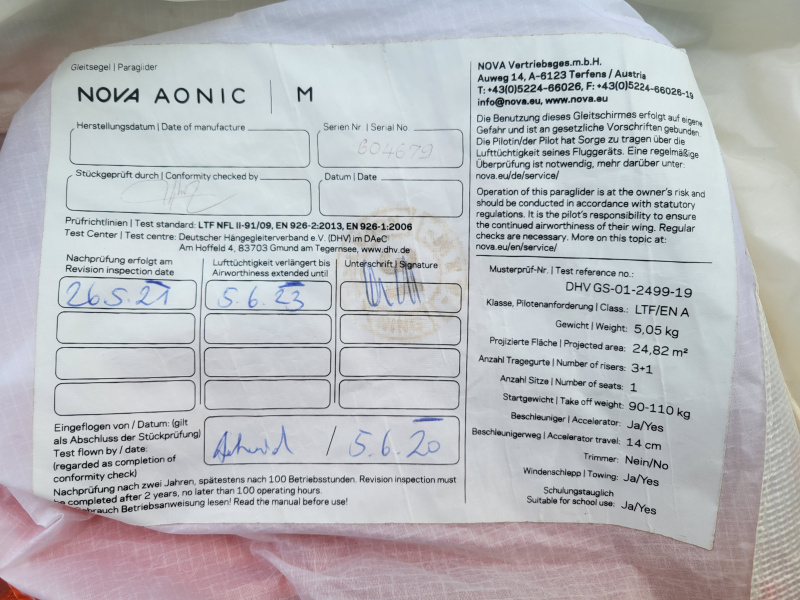 Gleitsegel | Paraglider
NOVA AONIC | M
Herstellungsdatum | Date of manufacture
Serien Nr | Serial No.
604679
Stückgeprüft durch | Conformity checked by
Datum | Date
Prüfrichtlinien | Test standard: LTF NFL II-91/09, EN 926-2:2013, EN 926-1:2006
Test Center | Test centre: Deutscher Hängegleiterverband e.V. (DHV) im DAeC
Am Hoffeld 4, 83703 Gmund am Tegernsee, www.dhv.de
Nachprüfung erfolgt am
Revision inspection date
Lufttüchtigkeit verlängert bis
Airworthiness extended until
Unterschrift | Signature
26.5.21
5.6.23
Eingeflogen von / Datum: (gilt
als Abschluss der Stückprüfung)
Test flown by / date:
(regarded as completion of
conformity check)
/ 5.6.20
Nachprüfung nach zwei Jahren, spätestens nach 100 Betriebsstunden. Revision inspection must
be completed after 2 years, no later than 100 operating hours.
Gebrauch Betriebsanweisung lesen! Read the manual before use!
NOVA Vertriebsges.m.b.H.
Auweg 14, A-6123 Terfens / Austria
T: +43(0)5224-66026, F: +43(0)5224-66026-19
info@nova.eu, www.nova.eu
Die Benutzung dieses Gleitschirmes erfolgt auf eigene
Gefahr und ist an gesetzliche Vorschriften gebunden.
Die Pilotin/der Pilot hat Sorge zu tragen über die
Lufttüchtigkeit seines Fluggeräts. Eine regelmäßige
Überprüfung ist notwendig, mehr darüber unter:
nova.eu/de/service/
Operation of this paraglider is at the owner's risk and
should be conducted in accordance with statutory
regulations. It is the pilot's responsibility to ensure
the continued airworthiness of their wing. Regular
checks are necessary. More on this topic at:
nova.eu/en/service/
Musterprüf-Nr. | Test reference no.:
DHV GS-01-2499-19
Klasse, Pilotenanforderung | Class.: LTF/EN A
Gewicht | Weight: 5,05 kg
Projizierte Fläche | Projected area: 24,82 m²
Anzahl Tragegurte | Number of risers: 3+1
Anzahl Sitze | Number of seats: 1
Startgewicht | Take off weight: 90-110 kg
Beschleuniger | Accelerator: Ja/Yes
Beschleunigerweg | Accelerator travel: 14 cm
Trimmer: Nein/No
Windenschlepp | Towing: Ja/Yes
Schulungstauglich
Suitable for school use: Ja/Yes